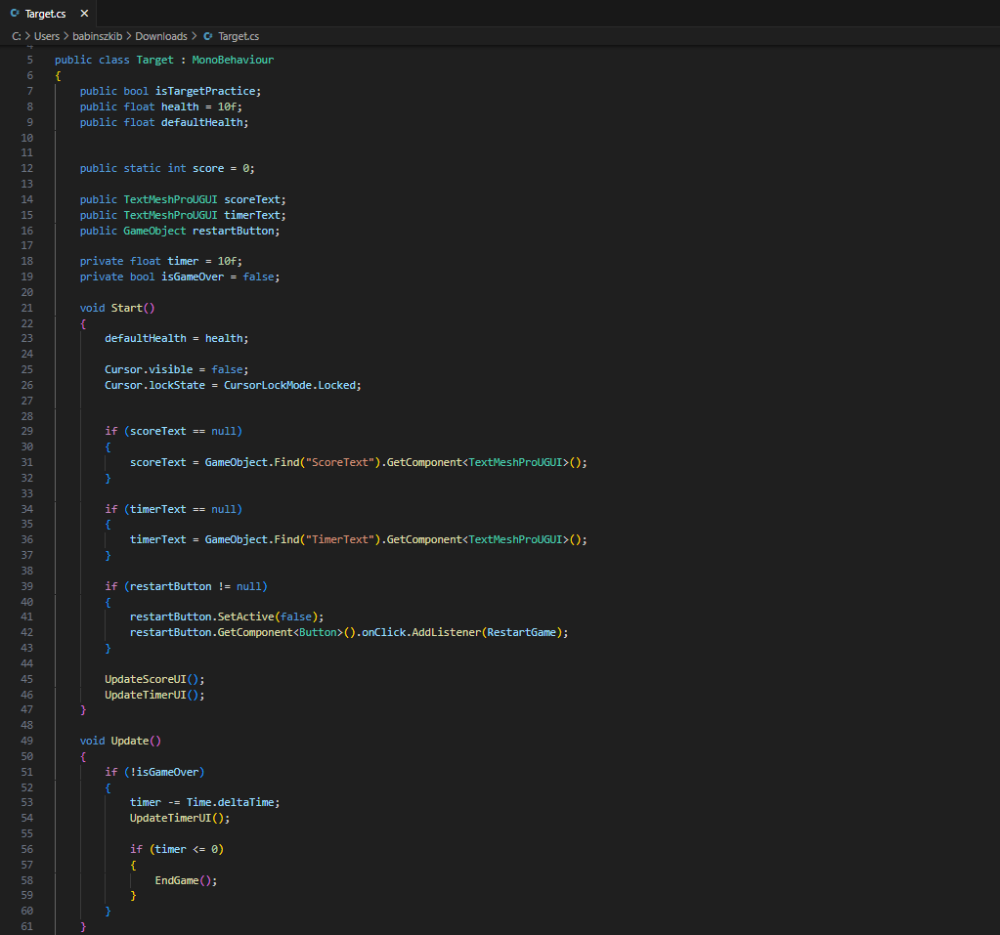 Target.cs
C: > Users > babinszkib > Downloads > Target.cs
4
5 public class Target : MonoBehaviour
6 {
7 public bool isTargetPractice;
8 public float health = 10f;
9 public float defaultHealth;
10
11
12 public static int score = 0;
13
14 public TextMeshProUGUI scoreText;
15 public TextMeshProUGUI timerText;
16 public GameObject restartButton;
17
18 private float timer = 10f;
19 private bool isGameOver = false;
20
21 void Start()
22 {
23 defaultHealth = health;
24
25 Cursor.visible = false;
26 Cursor.lockState = CursorLockMode.Locked;
27
28
29 if (scoreText == null)
30 {
31 scoreText = GameObject.Find("ScoreText").GetComponent<TextMeshProUGUI>();
32 }
33
34 if (timerText == null)
35 {
36 timerText = GameObject.Find("TimerText").GetComponent<TextMeshProUGUI>();
37 }
38
39 if (restartButton != null)
40 {
41 restartButton.SetActive(false);
42 restartButton.GetComponent<Button>().onClick.AddListener(RestartGame);
43 }
44
45 UpdateScoreUI();
46 UpdateTimerUI();
47 }
48
49 void Update()
50 {
51 if (!isGameOver)
52 {
53 timer -= Time.deltaTime;
54 UpdateTimerUI();
55
56 if (timer <= 0)
57 {
58 EndGame();
59 }
60 }
61 }